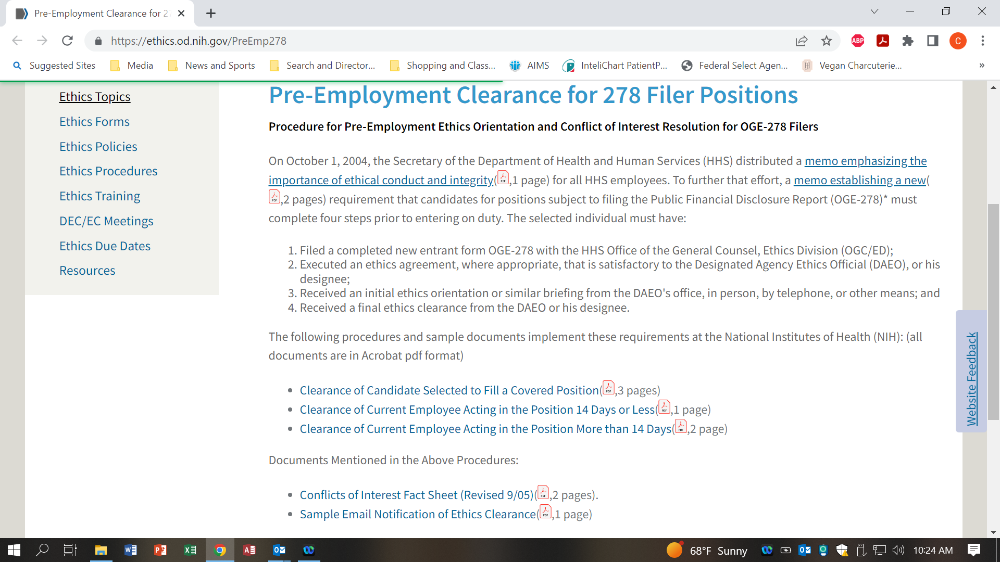 Pre-Employment Clearance for 27
https://ethics.od.nih.gov/PreEmp278
ABP
C
Suggested Sites
Media
News and Sports
Search and Director...
Shopping and Class...
AIMS
InteliChart PatientP...
Federal Select Agen...
Vegan Charcuterie...
»
Ethics Topics
Ethics Forms
Ethics Policies
Ethics Procedures
Ethics Training
DEC/EC Meetings
Ethics Due Dates
Resources
Pre-Employment Clearance for 278 Filer Positions
Procedure for Pre-Employment Ethics Orientation and Conflict of Interest Resolution for OGE-278 Filers
On October 1, 2004, the Secretary of the Department of Health and Human Services (HHS) distributed a memo emphasizing the
importance of ethical conduct and integrity(PDF,1 page) for all HHS employees. To further that effort, a memo establishing a new(
PDF,2 pages) requirement that candidates for positions subject to filing the Public Financial Disclosure Report (OGE-278)* must
complete four steps prior to entering on duty. The selected individual must have:
1. Filed a completed new entrant form OGE-278 with the HHS Office of the General Counsel, Ethics Division (OGC/ED);
2. Executed an ethics agreement, where appropriate, that is satisfactory to the Designated Agency Ethics Official (DAEO), or his
designee;
3. Received an initial ethics orientation or similar briefing from the DAEO's office, in person, by telephone, or other means; and
4. Received a final ethics clearance from the DAEO or his designee.
The following procedures and sample documents implement these requirements at the National Institutes of Health (NIH): (all
documents are in Acrobat pdf format)
• Clearance of Candidate Selected to Fill a Covered Position(PDF,3 pages)
• Clearance of Current Employee Acting in the Position 14 Days or Less(PDF,1 page)
• Clearance of Current Employee Acting in the Position More than 14 Days(PDF,2 page)
Documents Mentioned in the Above Procedures:
• Conflicts of Interest Fact Sheet (Revised 9/05)(PDF,2 pages).
• Sample Email Notification of Ethics Clearance(PDF,1 page)
Website Feedback
68°F Sunny
10:24 AM